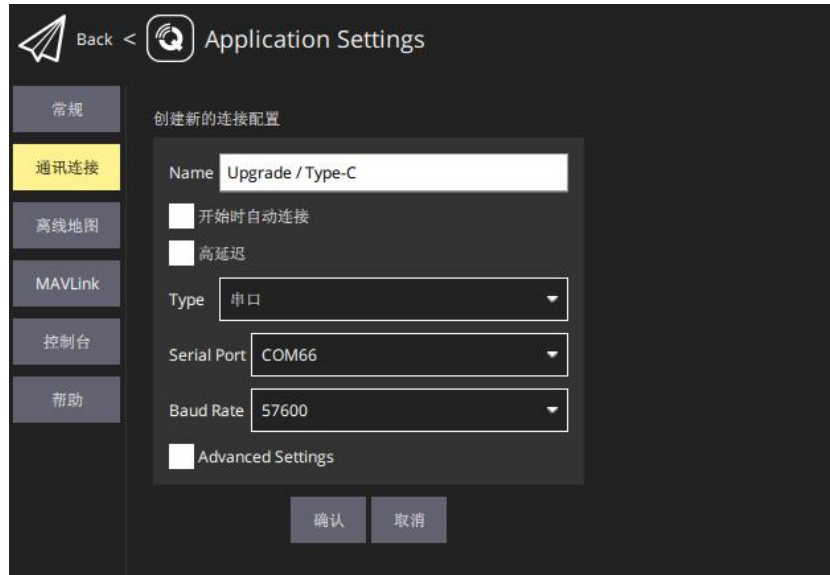 Back < Application Settings
常规
通讯连接
离线地图
MAVLink
控制台
帮助
创建新的连接配置
Name Upgrade / Type-C
开始时自动连接
高延迟
Type 串口
Serial Port COM66
Baud Rate 57600
Advanced Settings
确认 取消